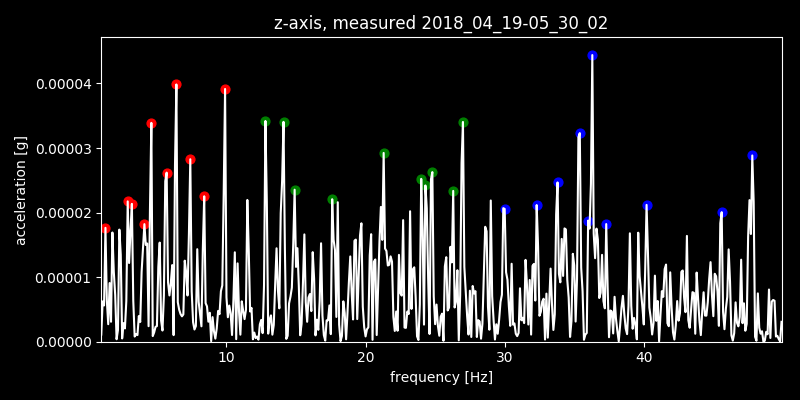 z-axis, measured 2018_04_19-05_30_02
0.00004
0.00003
0.00002
0.00001
0.00000
acceleration [g]
10 20 30 40
frequency [Hz]